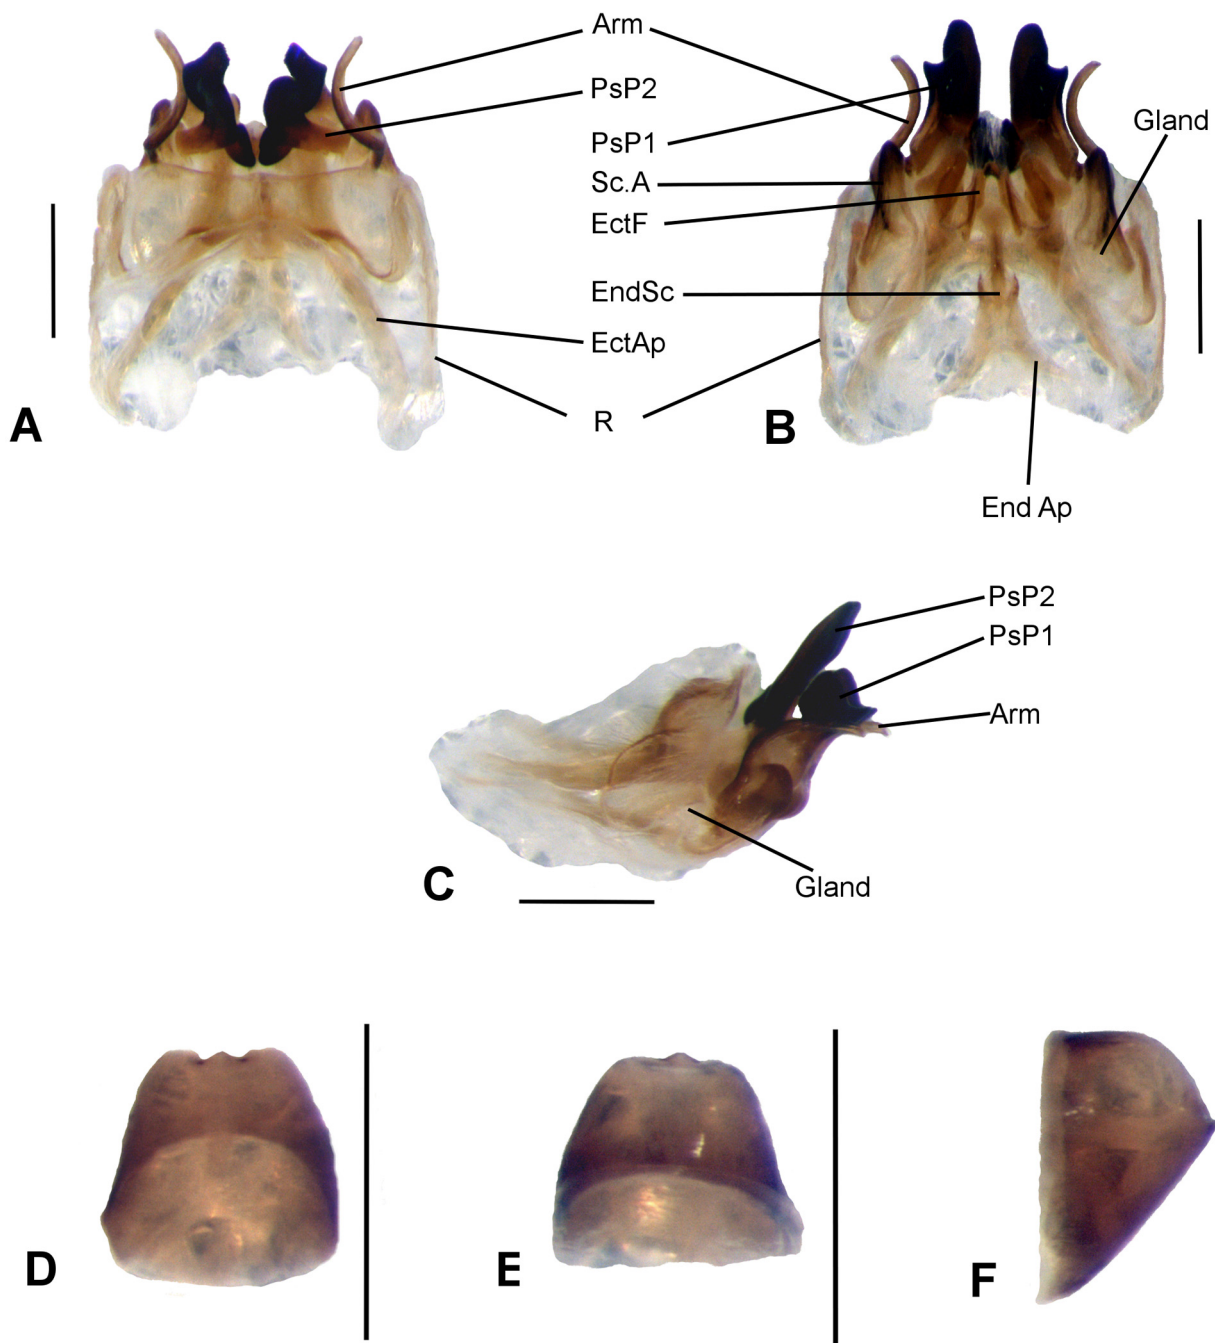 Arm
PsP2
PsP1
Sc.A
EctF
EndSc
EctAp
R
Gland
A
B
End Ap
PsP2
PsP1
Arm
Gland
C
D
E
F